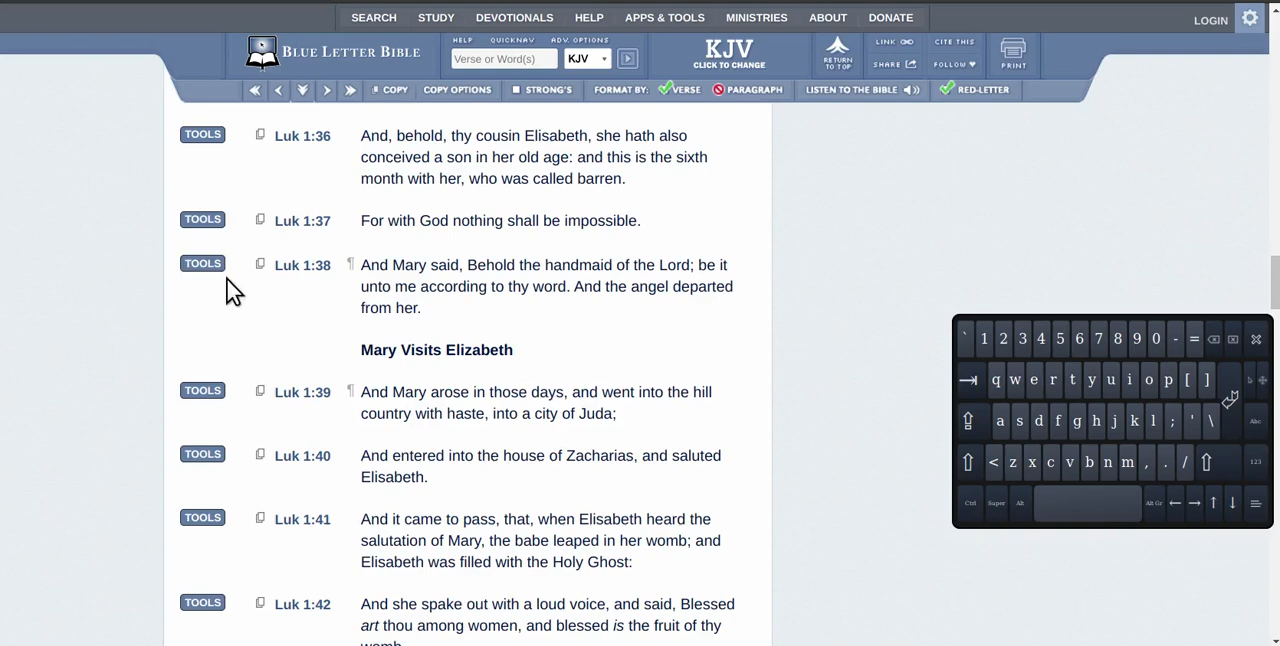 SEARCH STUDY DEVOTIONALS HELP APPS & TOOLS MINISTRIES ABOUT DONATE LOGIN
BLUE LETTER BIBLE
HELP QUICKNAV ADV. OPTIONS
Verse or Word(s) KJV
KJV
CLICK TO CHANGE
RETURN
TO TOP
LINK CITE THIS
SHARE FOLLOW
PRINT
COPY COPY OPTIONS STRONG'S FORMAT BY: VERSE PARAGRAPH LISTEN TO THE BIBLE RED-LETTER
TOOLS Luk 1:36 And, behold, thy cousin Elisabeth, she hath also
conceived a son in her old age: and this is the sixth
month with her, who was called barren.
TOOLS Luk 1:37 For with God nothing shall be impossible.
TOOLS Luk 1:38 ¶ And Mary said, Behold the handmaid of the Lord; be it
unto me according to thy word. And the angel departed
from her.
Mary Visits Elizabeth
TOOLS Luk 1:39 ¶ And Mary arose in those days, and went into the hill
country with haste, into a city of Juda;
TOOLS Luk 1:40 And entered into the house of Zacharias, and saluted
Elisabeth.
TOOLS Luk 1:41 And it came to pass, that, when Elisabeth heard the
salutation of Mary, the babe leaped in her womb; and
Elisabeth was filled with the Holy Ghost:
TOOLS Luk 1:42 And she spake out with a loud voice, and said, Blessed
art thou among women, and blessed is the fruit of thy
womb.
` 1 2 3 4 5 6 7 8 9 0 - =
q w e r t y u i o p [ ]
a s d f g h j k l ; ' \ Abc
< z x c v b n m , . / 123
Ctrl Super Alt Alt Gr